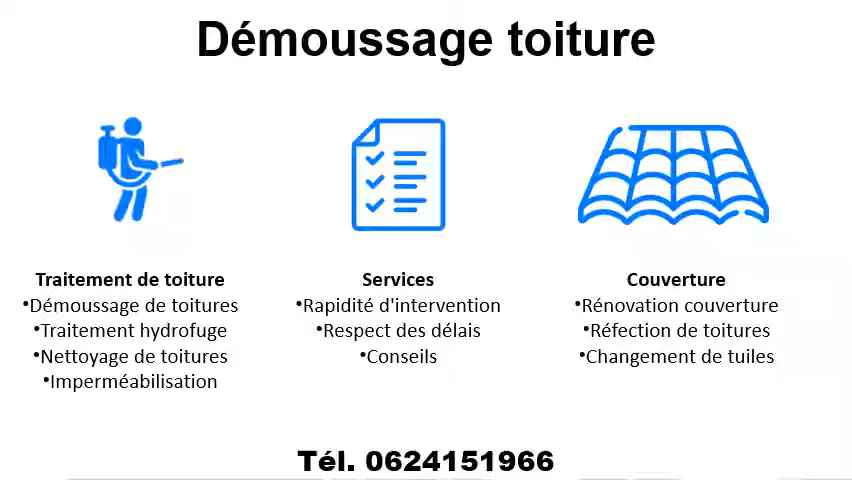 Démoussage toiture
Traitement de toiture
•Démoussage de toitures
•Traitement hydrofuge
•Nettoyage de toitures
•Imperméabilisation
Services
•Rapidité d'intervention
•Respect des délais
•Conseils
Couverture
•Rénovation couverture
•Réfection de toitures
•Changement de tuiles
Tél. 0624151966